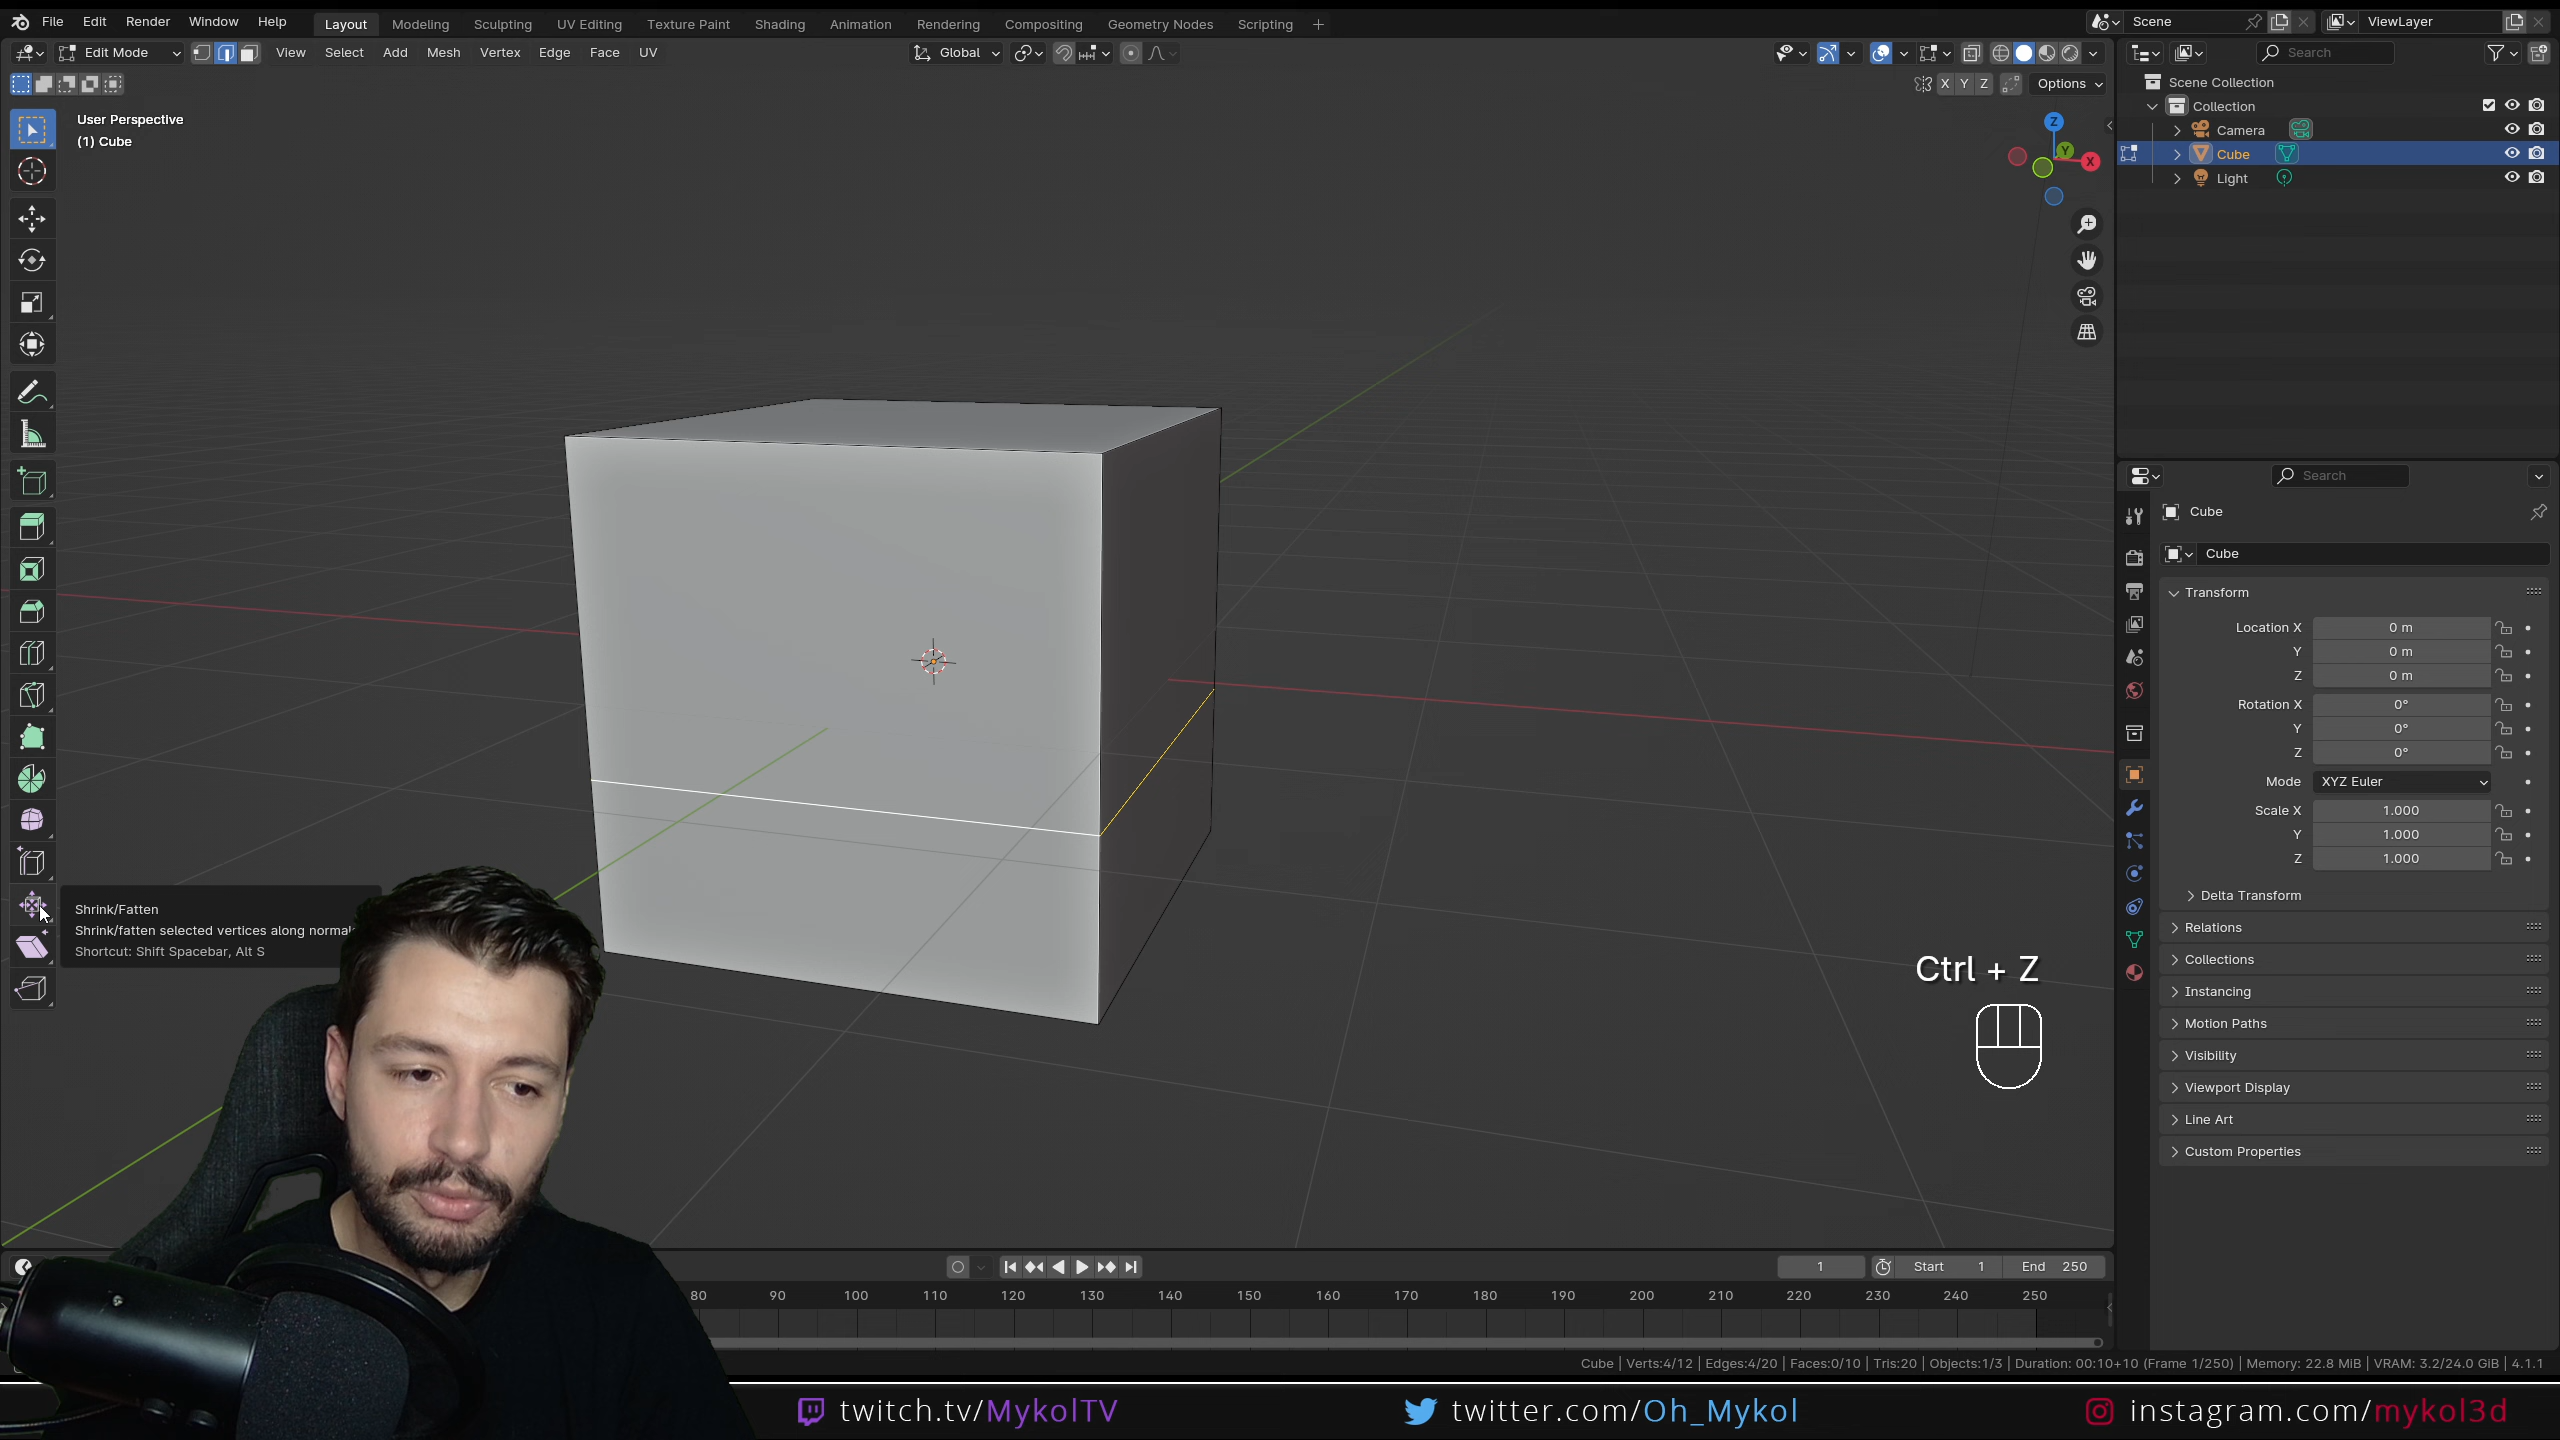 File Edit Render Window Help Layout Modeling Sculpting UV Editing Texture Paint Shading Animation Rendering Compositing Geometry Nodes Scripting + Scene ViewLayer
Edit Mode View Select Add Mesh Vertex Edge Face UV Global Search
X Y Z Options
User Perspective
(1) Cube
Z
Y
X
Scene Collection
Collection
Camera
Cube
Light
Search
Cube
Cube
Transform
Location X 0 m
Y 0 m
Z 0 m
Rotation X 0°
Y 0°
Z 0°
Mode XYZ Euler
Scale X 1.000
Y 1.000
Z 1.000
Delta Transform
Relations
Collections
Instancing
Motion Paths
Visibility
Viewport Display
Line Art
Custom Properties
Shrink/Fatten
Shrink/fatten selected vertices along
Shortcut: Shift Spacebar, Alt S
Ctrl + Z
1 Start 1 End 250
80 90 100 110 120 130 140 150 160 170 180 190 200 210 220 230 240 250
Cube | Verts:4/12 | Edges:4/20 | Faces:0/10 | Tris:20 | Objects:1/3 | Duration: 00:10+10 (Frame 1/250) | Memory: 22.8 MiB | VRAM: 3.2/24.0 GiB | 4.1.1
twitch.tv/MykolTV twitter.com/Oh_Mykol instagram.com/mykol3d